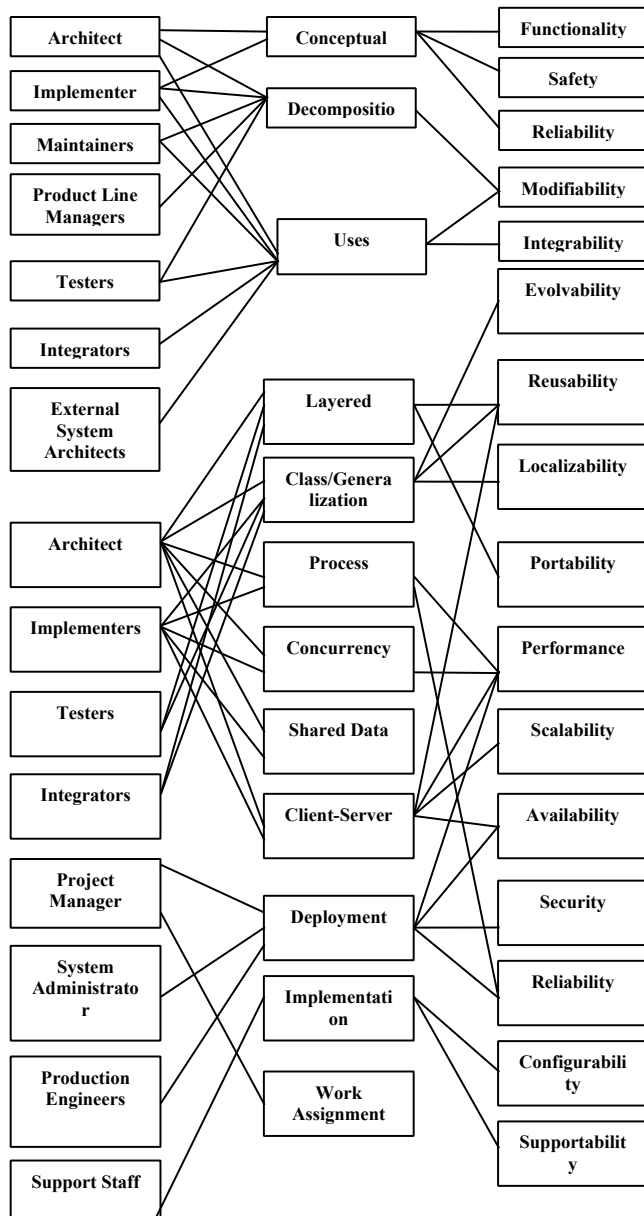 Architect
Implementer
Maintainers
Product Line
Managers
Testers
Integrators
External
System
Architects
Architect
Implementers
Testers
Integrators
Project
Manager
System
Administrato
r
Production
Engineers
Support Staff
Conceptual
Decompositio
Uses
Layered
Class/Genera
lization
Process
Concurrency
Shared Data
Client-Server
Deployment
Implementati
on
Work
Assignment
Functionality
Safety
Reliability
Modifiability
Integrability
Evolvability
Reusability
Localizability
Portability
Performance
Scalability
Availability
Security
Reliability
Configurabili
ty
Supportabilit
y